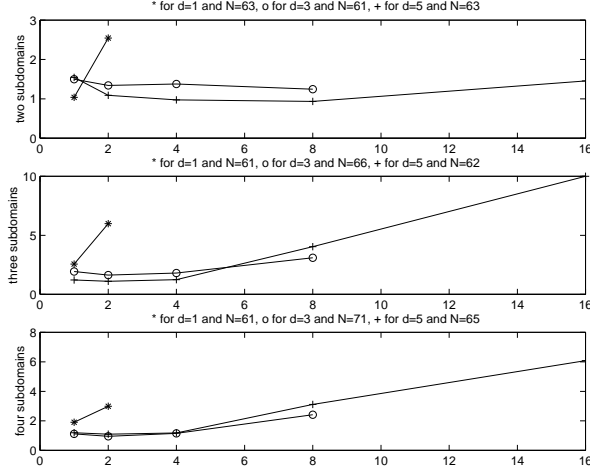 * for d=1 and N=63, o for d=3 and N=61, + for d=5 and N=63
3
2
1
0
two subdomains
0 2 4 6 8 10 12 14 16
* for d=1 and N=61, o for d=3 and N=66, + for d=5 and N=62
10
5
0
three subdomains
0 2 4 6 8 10 12 14 16
* for d=1 and N=61, o for d=3 and N=71, + for d=5 and N=65
8
6
4
2
0
four subdomains
0 2 4 6 8 10 12 14 16